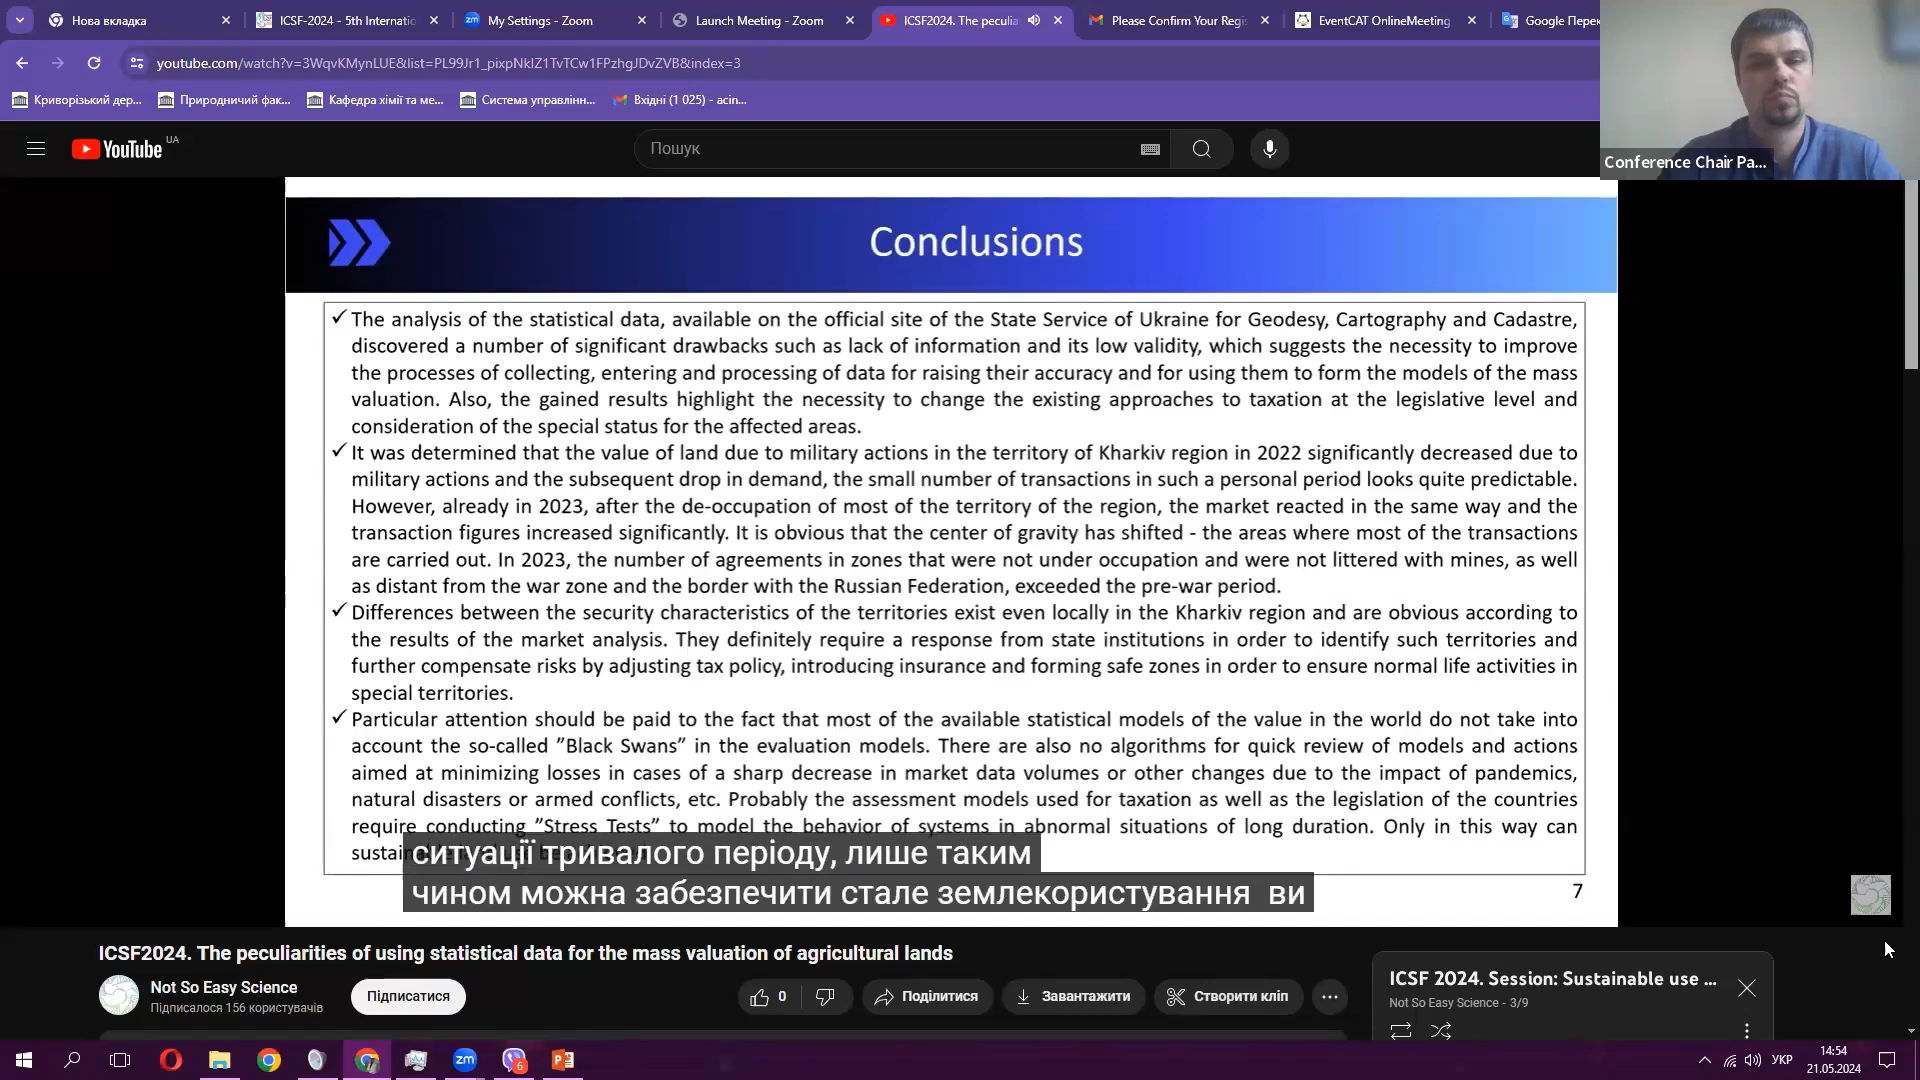 Нова вкладка
ICSF-2024 - 5th Internatio
My Settings - Zoom
Launch Meeting - Zoom
ICSF2024. The peculia
Please Confirm Your Regis
EventCAT OnlineMeeting
Google Перек
youtube.com/watch?v=3WqvKMynLUE&list=PL99Jr1_pixpNklZ1TvTCw1FPzhgJDvZVB&index=3
Криворізький дер...
Природничий фак...
Кафедра хімії та ме...
Система управлінн...
Вхідні (1 025) - acin...
Conference Chair Pa...
YouTube UA
Пошук
Conclusions
✓ The analysis of the statistical data, available on the official site of the State Service of Ukraine for Geodesy, Cartography and Cadastre,
discovered a number of significant drawbacks such as lack of information and its low validity, which suggests the necessity to improve
the processes of collecting, entering and processing of data for raising their accuracy and for using them to form the models of the mass
valuation. Also, the gained results highlight the necessity to change the existing approaches to taxation at the legislative level and
consideration of the special status for the affected areas.
✓ It was determined that the value of land due to military actions in the territory of Kharkiv region in 2022 significantly decreased due to
military actions and the subsequent drop in demand, the small number of transactions in such a personal period looks quite predictable.
However, already in 2023, after the de-occupation of most of the territory of the region, the market reacted in the same way and the
transaction figures increased significantly. It is obvious that the center of gravity has shifted - the areas where most of the transactions
are carried out. In 2023, the number of agreements in zones that were not under occupation and were not littered with mines, as well
as distant from the war zone and the border with the Russian Federation, exceeded the pre-war period.
✓ Differences between the security characteristics of the territories exist even locally in the Kharkiv region and are obvious according to
the results of the market analysis. They definitely require a response from state institutions in order to identify such territories and
further compensate risks by adjusting tax policy, introducing insurance and forming safe zones in order to ensure normal life activities in
special territories.
✓ Particular attention should be paid to the fact that most of the available statistical models of the value in the world do not take into
account the so-called ”Black Swans” in the evaluation models. There are also no algorithms for quick review of models and actions
aimed at minimizing losses in cases of a sharp decrease in market data volumes or other changes due to the impact of pandemics,
natural disasters or armed conflicts, etc. Probably the assessment models used for taxation as well as the legislation of the countries
require conducting ”Stress Tests” to model the behavior of systems in abnormal situations of long duration. Only in this way can
ситуації тривалого періоду, лише таким
чином можна забезпечити стале землекористування ви
7
ICSF2024. The peculiarities of using statistical data for the mass valuation of agricultural lands
Not So Easy Science
Підписалося 156 користувачів
Підписатися
0
Поділитися
Завантажити
Створити кліп
ICSF 2024. Session: Sustainable use ...
Not So Easy Science - 3/9
6
УКР
14:54
21.05.2024